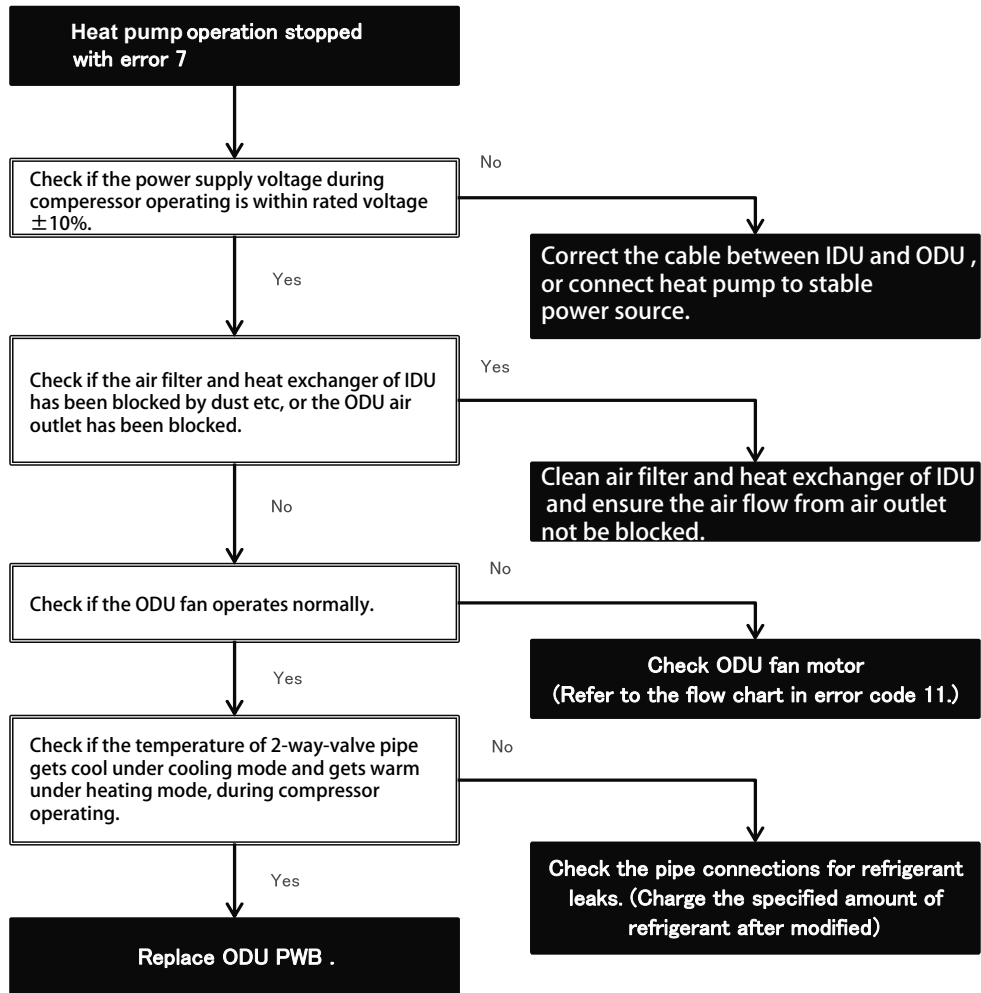 Heat pump operation stopped
with error 7
No
Check if the power supply voltage during
comperessor operating is within rated voltage
±10%.
Correct the cable between IDU and ODU ,
or connect heat pump to stable
power source.
Yes
Yes
Check if the air filter and heat exchanger of IDU
has been blocked by dust etc, or the ODU air
outlet has been blocked.
Clean air filter and heat exchanger of IDU
and ensure the air flow from air outlet
not be blocked.
No
No
Check if the ODU fan operates normally.
Check ODU fan motor
(Refer to the flow chart in error code 11.)
Yes
No
Check if the temperature of 2-way-valve pipe
gets cool under cooling mode and gets warm
under heating mode, during compressor
operating.
Check the pipe connections for refrigerant
leaks. (Charge the specified amount of
refrigerant after modified)
Yes
Replace ODU PWB .